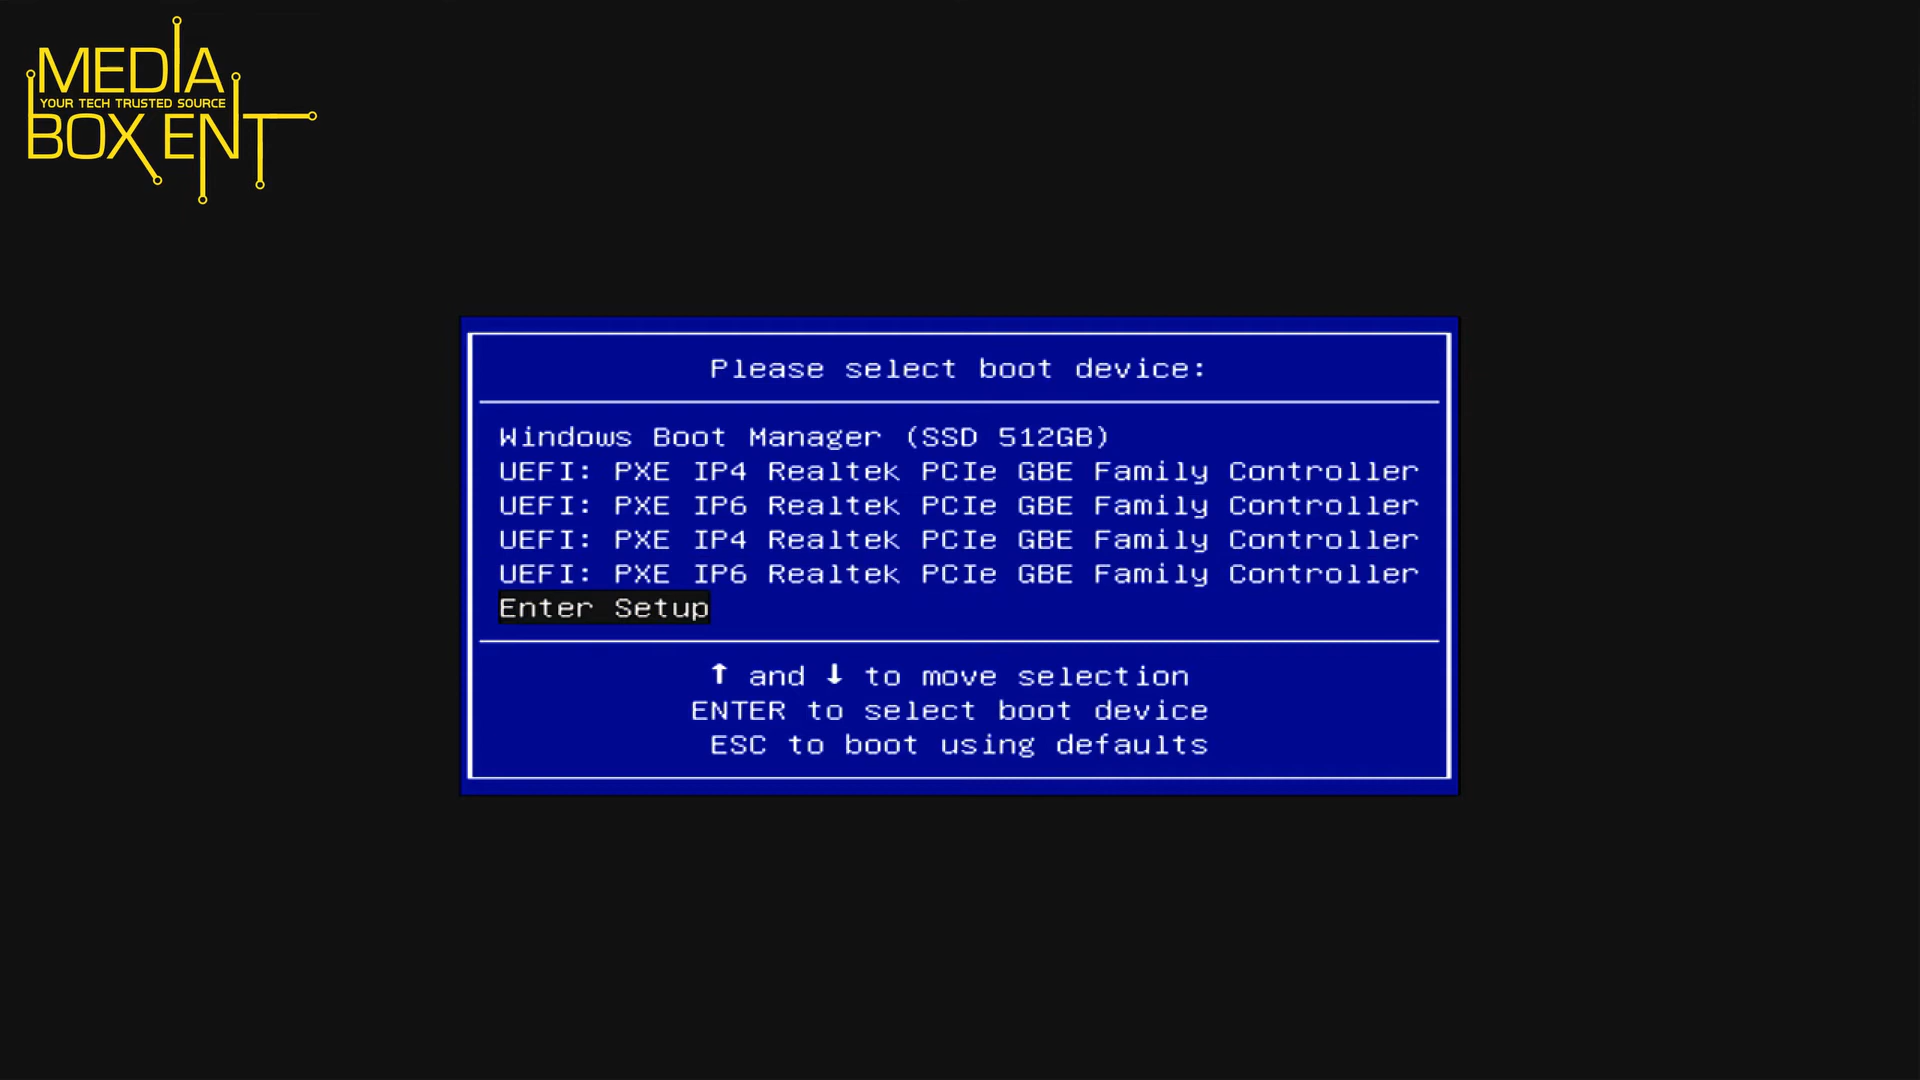 MEDIA
YOUR TECH TRUSTED SOURCE
BOX ENT
Please select boot device:
Windows Boot Manager (SSD 512GB)
UEFI: PXE IP4 Realtek PCIe GBE Family Controller
UEFI: PXE IP6 Realtek PCIe GBE Family Controller
UEFI: PXE IP4 Realtek PCIe GBE Family Controller
UEFI: PXE IP6 Realtek PCIe GBE Family Controller
Enter Setup
↑ and ↓ to move selection
ENTER to select boot device
ESC to boot using defaults